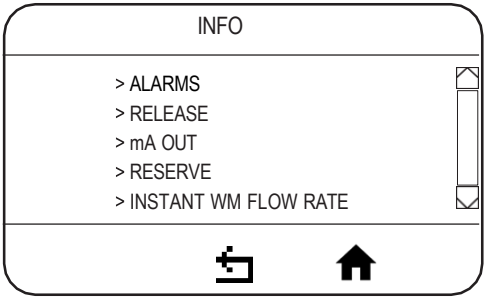 INFO
> ALARMS
> RELEASE
> mA OUT
> RESERVE
> INSTANT WM FLOW RATE